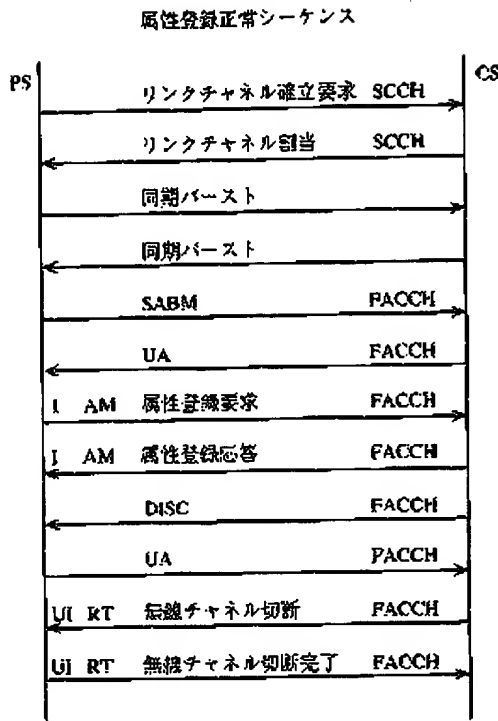 属性登録正常シーケンス
PS CS
リンクチャネル確立要求 SCCH
リンクチャネル割当 SCCH
同期バースト
同期バースト
SABM FACCH
UA FACCH
I AM 属性登録要求 FACCH
I AM 属性登録応答 FACCH
DISC FACCH
UA FACCH
UI RT 無線チャネル切断 FACCH
UI RT 無線チャネル切断完了 FACCH